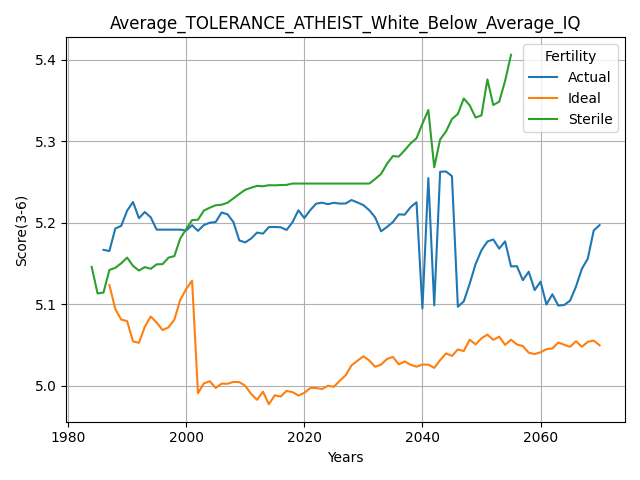 Average_TOLERANCE_ATHEIST_White_Below_Average_IQ
Fertility
Actual
Ideal
Sterile
Score(3-6)
5.4
5.3
5.2
5.1
5.0
1980
2000
2020
2040
2060
Years